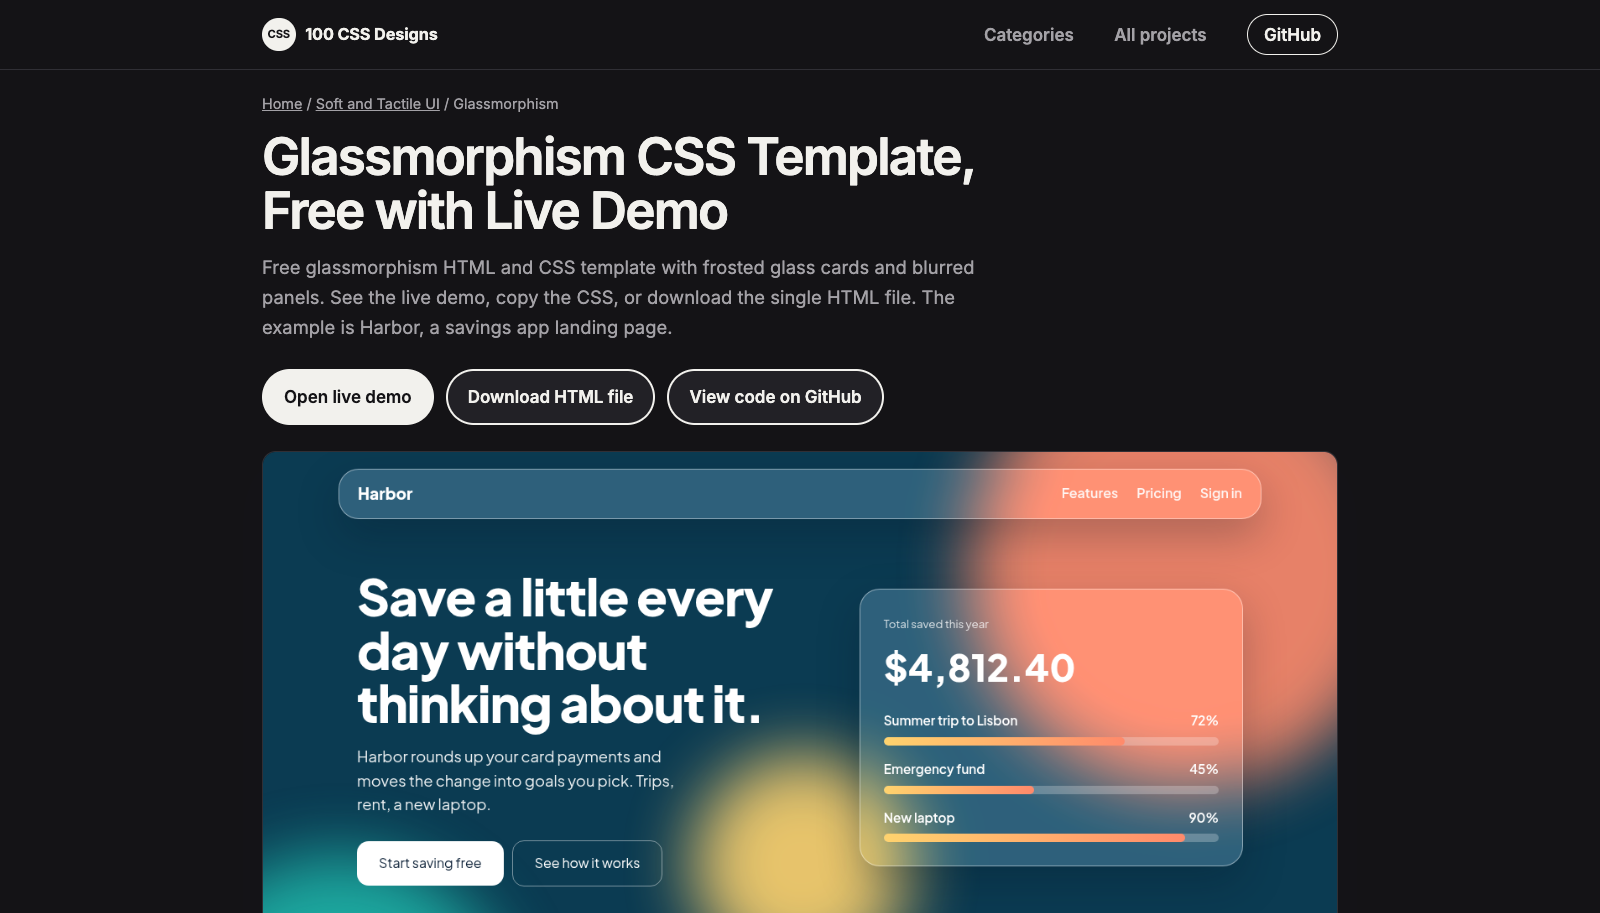 CSS 100 CSS Designs
Categories
All projects
GitHub
Home / Soft and Tactile UI / Glassmorphism
Glassmorphism CSS Template,
Free with Live Demo
Free glassmorphism HTML and CSS template with frosted glass cards and blurred
panels. See the live demo, copy the CSS, or download the single HTML file. The
example is Harbor, a savings app landing page.
Open live demo
Download HTML file
View code on GitHub
Harbor
Features
Pricing
Sign in
Save a little every
day without
thinking about it.
Harbor rounds up your card payments and
moves the change into goals you pick. Trips,
rent, a new laptop.
Start saving free
See how it works
Total saved this year
$4,812.40
Summer trip to Lisbon 72%
Emergency fund 45%
New laptop 90%